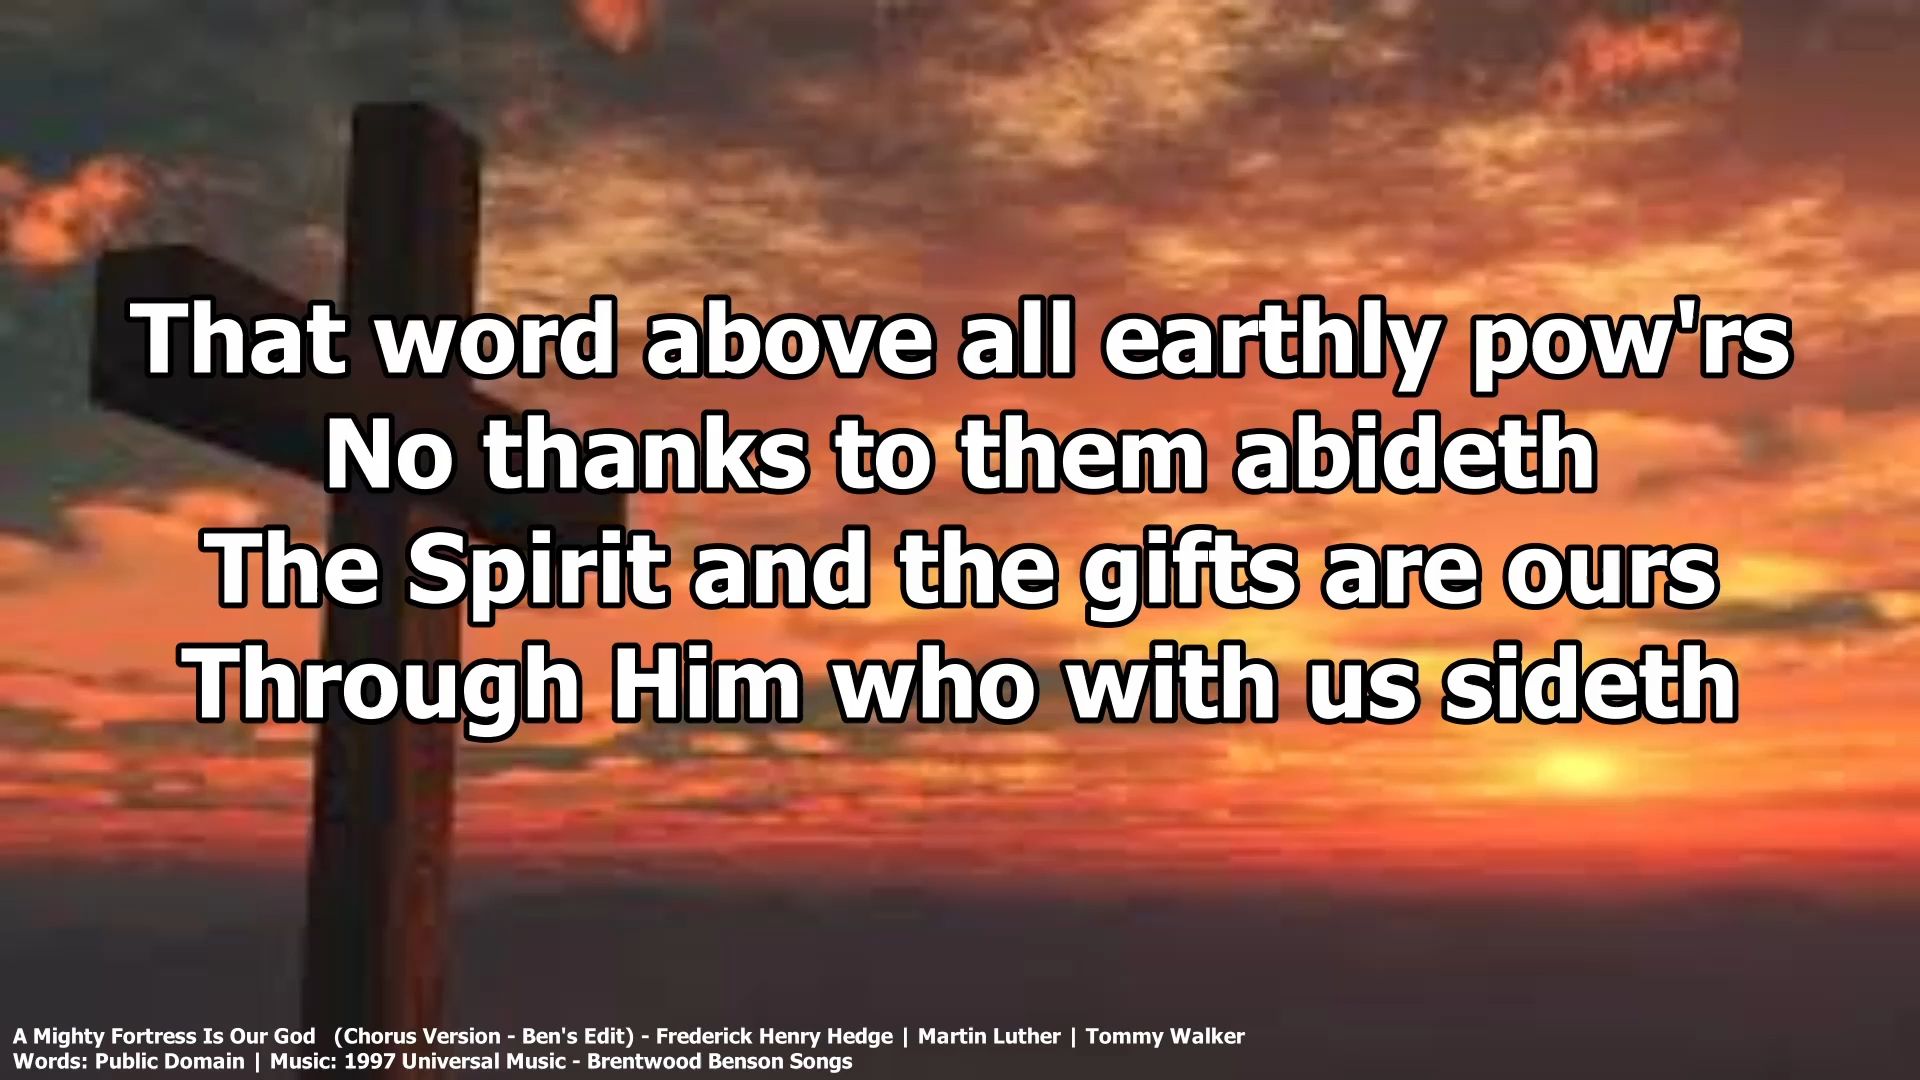 That word above all earthly pow'rs
No thanks to them abideth
The Spirit and the gifts are ours
Through Him who with us sideth
A Mighty Fortress Is Our God   (Chorus Version - Ben's Edit) - Frederick Henry Hedge | Martin Luther | Tommy Walker
Words: Public Domain | Music: 1997 Universal Music - Brentwood Benson Songs